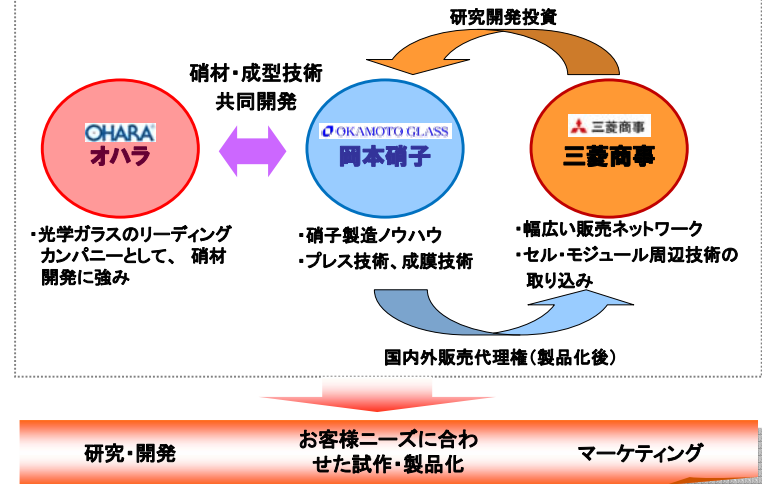 研究開発投資
硝材・成型技術
共同開発
OHARA
オハラ
OKAMOTO GLASS
岡本硝子
三菱商事
三菱商事
・光学ガラスのリーディング
カンパニーとして、 硝材
開発に強み
・硝子製造ノウハウ
・プレス技術、成膜技術
・幅広い販売ネットワーク
・セル・モジュール周辺技術の
取り込み
国内外販売代理権(製品化後)
研究・開発
お客様ニーズに合わ
せた試作・製品化
マーケティング